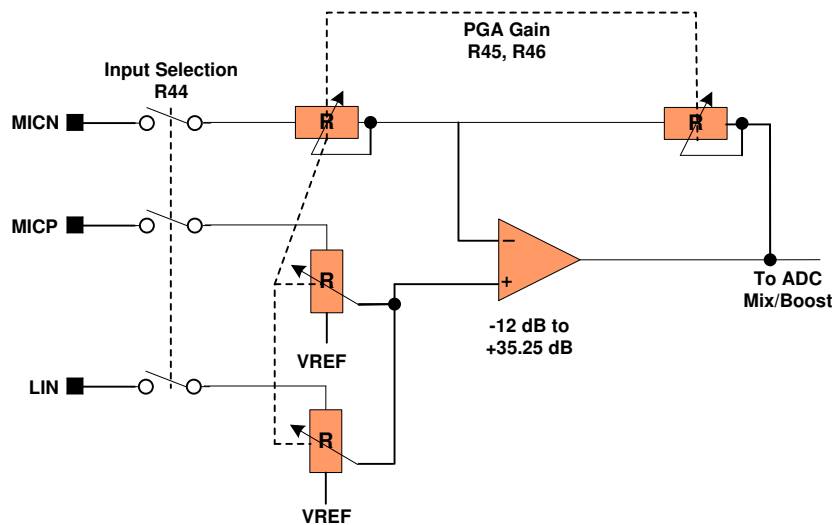 PGA Gain
R45, R46
Input Selection
R44
MICN
R
R
MICP
R
VREF
−
+
To ADC
Mix/Boost
-12 dB to
+35.25 dB
LIN
R
VREF